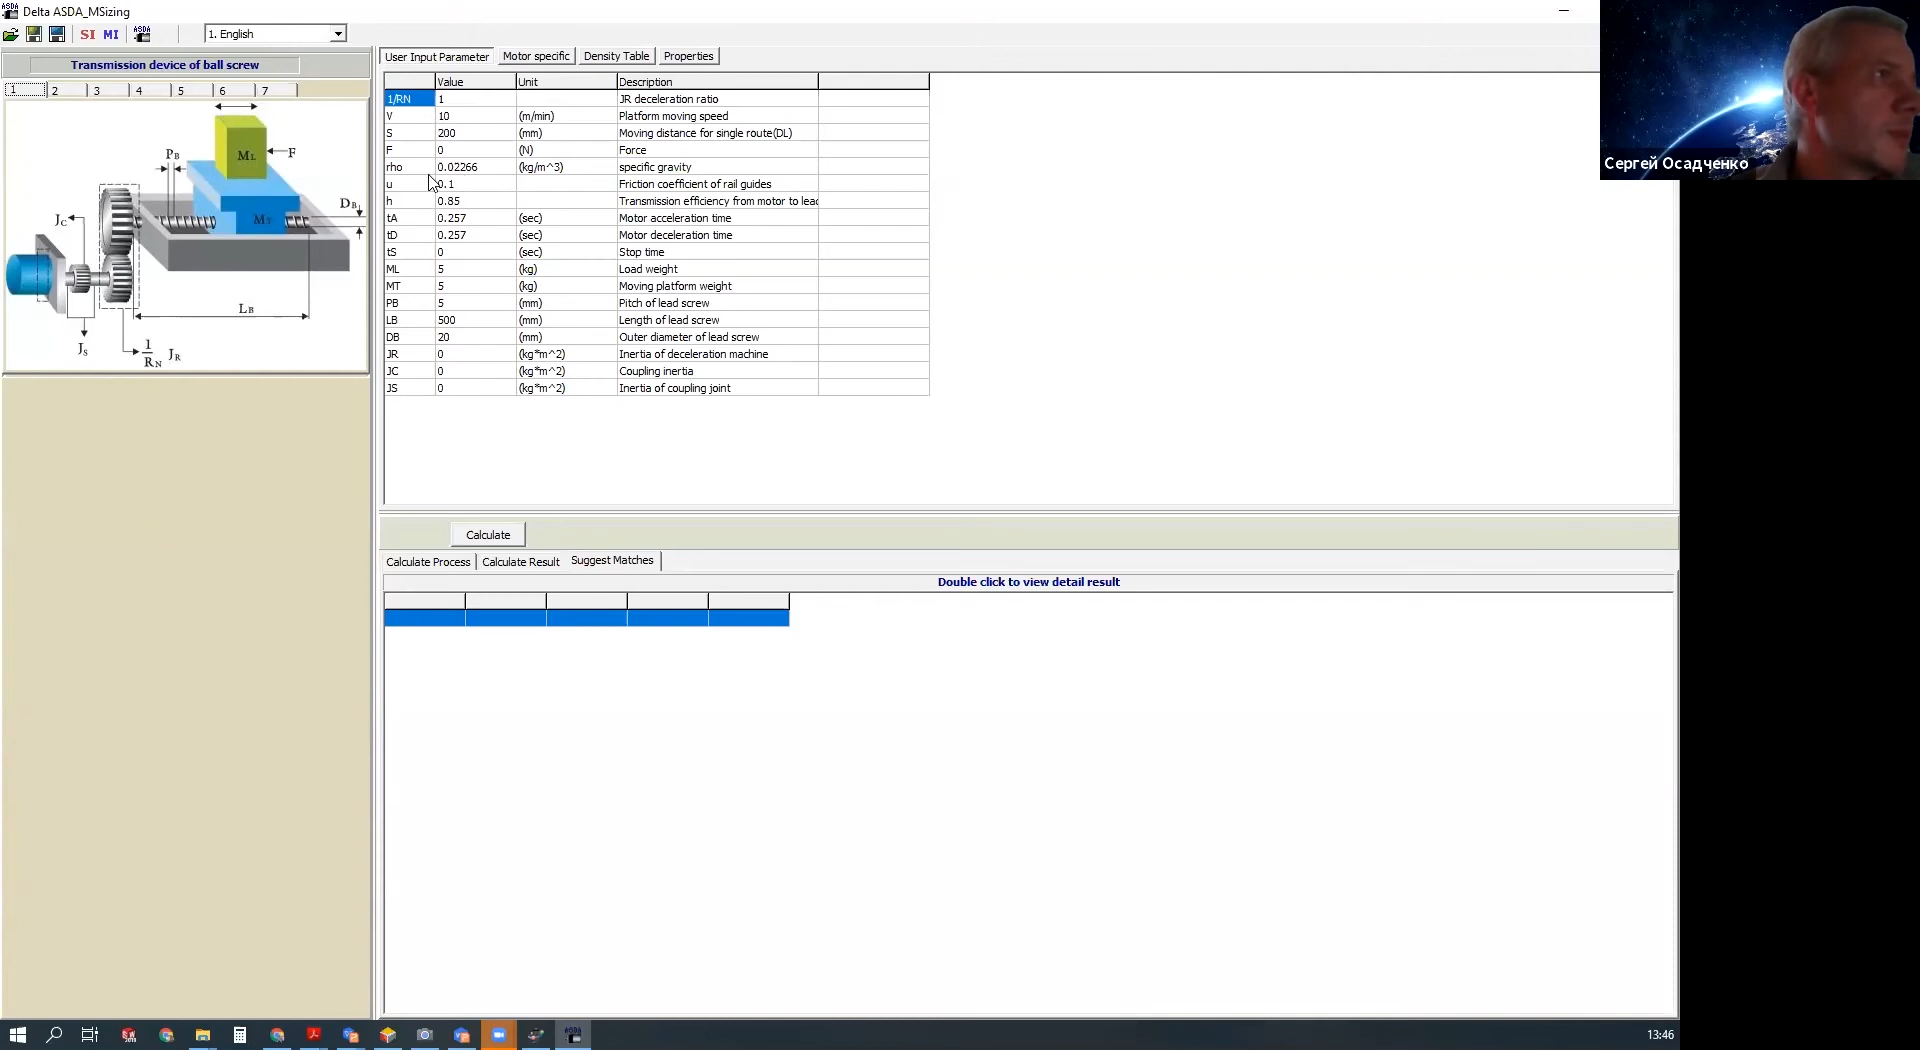 Delta ASDA_MSizing
SI MI ASDA 1. English
Transmission device of ball screw
1 2 3 4 5 6 7
PB ML F
JC MT DB
LB
JS 1/RN JR
User Input Parameter Motor specific Density Table Properties
Value Unit Description
1/RN 1 JR deceleration ratio
V 10 (m/min) Platform moving speed
S 200 (mm) Moving distance for single route(DL)
F 0 (N) Force
rho 0.02266 (kg/m^3) specific gravity
u 0.1 Friction coefficient of rail guides
h 0.85 Transmission efficiency from motor to lead
tA 0.257 (sec) Motor acceleration time
tD 0.257 (sec) Motor deceleration time
tS 0 (sec) Stop time
ML 5 (kg) Load weight
MT 5 (kg) Moving platform weight
PB 5 (mm) Pitch of lead screw
LB 500 (mm) Length of lead screw
DB 20 (mm) Outer diameter of lead screw
JR 0 (kg*m^2) Inertia of deceleration machine
JC 0 (kg*m^2) Coupling inertia
JS 0 (kg*m^2) Inertia of coupling joint
Calculate
Calculate Process Calculate Result Suggest Matches
Double click to view detail result
Сергей Осадченко
13:46